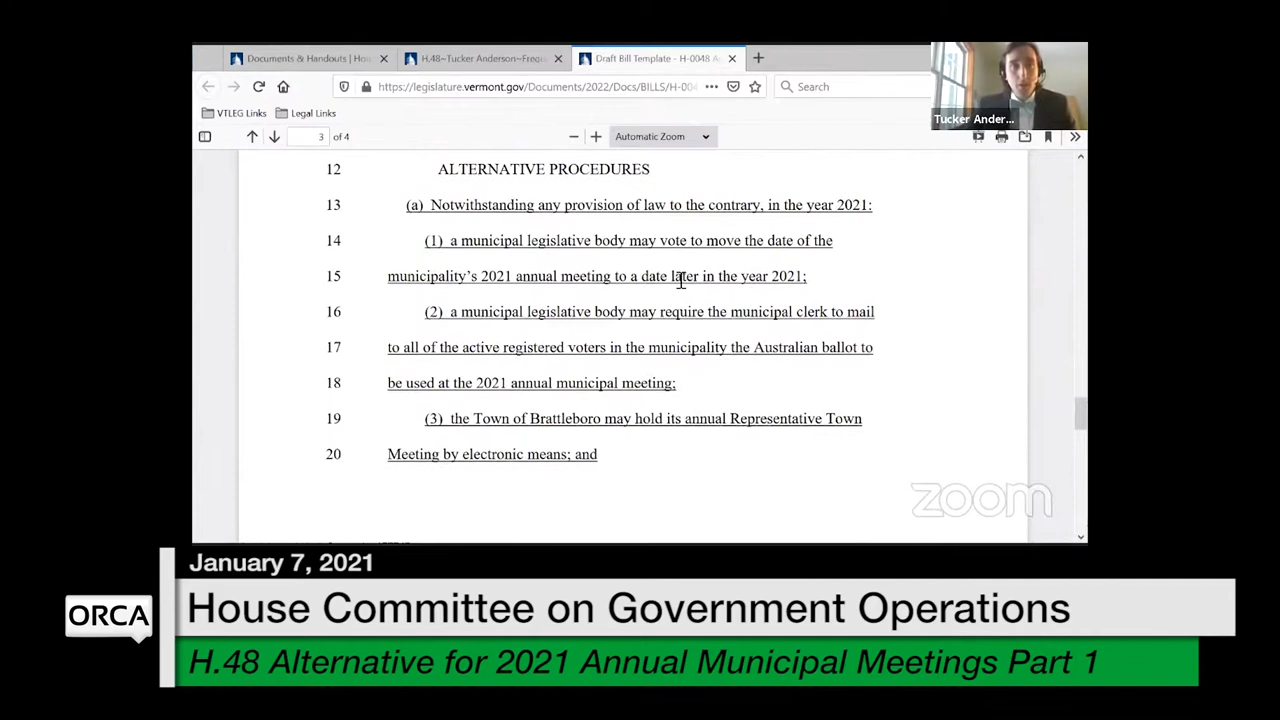 Documents & Handouts | Hou
H.48~Tucker Anderson~Freque
Draft Bill Template - H-0048 A
https://legislature.vermont.gov/Documents/2022/Docs/BILLS/H-004
Search
VTLEG Links
Legal Links
Tucker Ander...
3 of 4
Automatic Zoom
12 ALTERNATIVE PROCEDURES
13 (a) Notwithstanding any provision of law to the contrary, in the year 2021:
14 (1) a municipal legislative body may vote to move the date of the
15 municipality's 2021 annual meeting to a date later in the year 2021;
16 (2) a municipal legislative body may require the municipal clerk to mail
17 to all of the active registered voters in the municipality the Australian ballot to
18 be used at the 2021 annual municipal meeting;
19 (3) the Town of Brattleboro may hold its annual Representative Town
20 Meeting by electronic means; and
zoom
January 7, 2021
ORCA
House Committee on Government Operations
H.48 Alternative for 2021 Annual Municipal Meetings Part 1